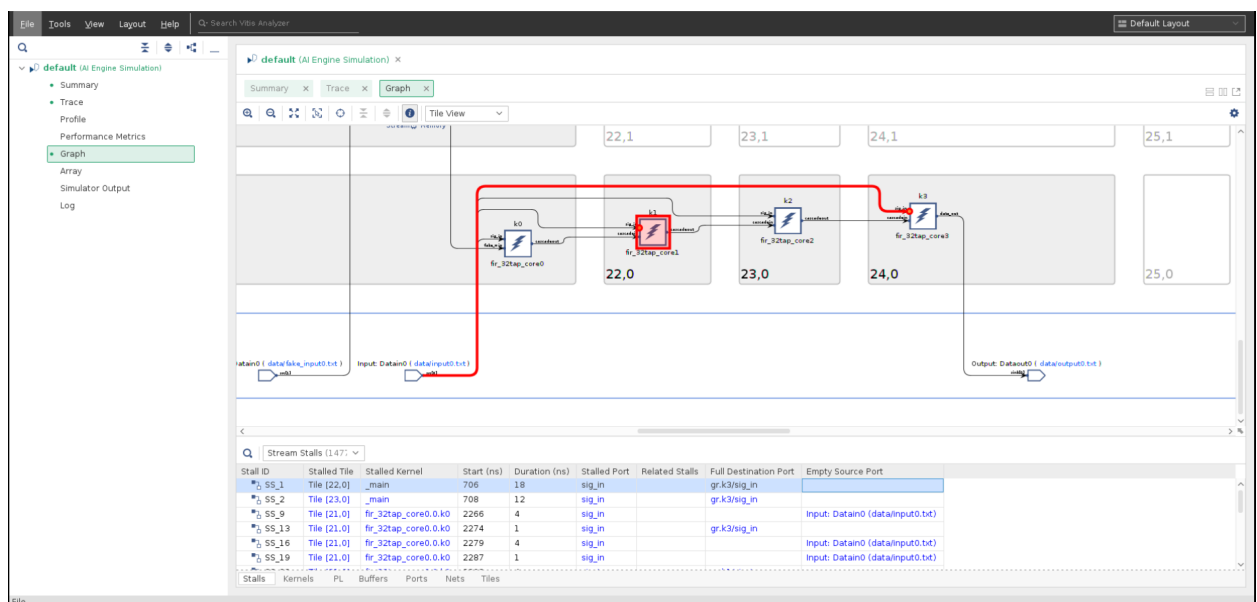 File Tools View Layout Help Search Vitis Analyzer Default Layout
default (AI Engine Simulation)
Summary
Trace
Profile
Performance Metrics
Graph
Array
Simulator Output
Log
default (AI Engine Simulation)
Summary Trace Graph
Tile View
22,1 23,1 24,1 25,1
k0
fir_32tap_core0
k1
fir_32tap_core1
k2
fir_32tap_core2
k3
fir_32tap_core3
22,0 23,0 24,0 25,0
atain0 ( data/fake_input0.txt ) Input: Datain0 ( data/input0.txt ) Output: Dataout0 ( data/output0.txt )
Stream Stalls (147
Stall ID Stalled Tile Stalled Kernel Start (ns) Duration (ns) Stalled Port Related Stalls Full Destination Port Empty Source Port
SS_1 Tile [22,0] _main 706 18 sig_in gr.k3/sig_in
SS_2 Tile [23,0] _main 708 12 sig_in gr.k3/sig_in
SS_9 Tile [21,0] fir_32tap_core0.0.k0 2266 4 sig_in Input: Datain0 (data/input0.txt)
SS_13 Tile [21,0] fir_32tap_core0.0.k0 2274 1 sig_in gr.k3/sig_in
SS_16 Tile [21,0] fir_32tap_core0.0.k0 2279 4 sig_in Input: Datain0 (data/input0.txt)
SS_19 Tile [21,0] fir_32tap_core0.0.k0 2287 1 sig_in Input: Datain0 (data/input0.txt)
Stalls Kernels PL Buffers Ports Nets Tiles
File